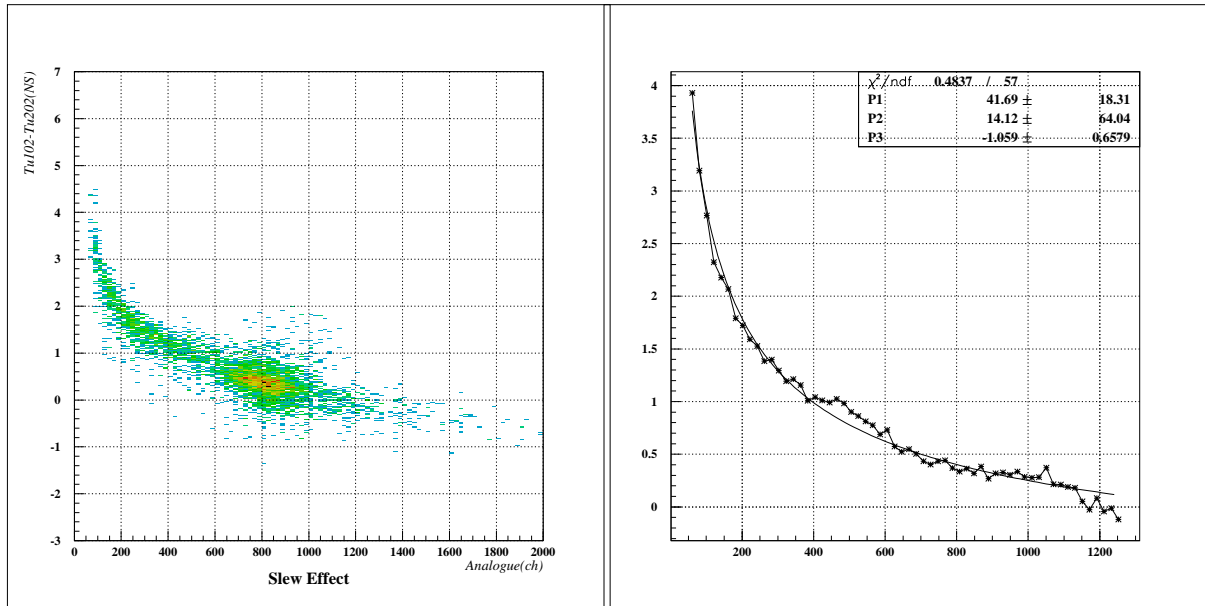 Tu102-Tu202(NS)
7
6
5
4
3
2
1
0
-1
-2
-3
0 200 400 600 800 1000 1200 1400 1600 1800 2000
Analogue(ch)
Slew Effect
χ²/ndf 0.4837 / 57
P1 41.69 ± 18.31
P2 14.12 ± 64.04
P3 -1.059 ± 0.6579
4
3.5
3
2.5
2
1.5
1
0.5
0
200 400 600 800 1000 1200